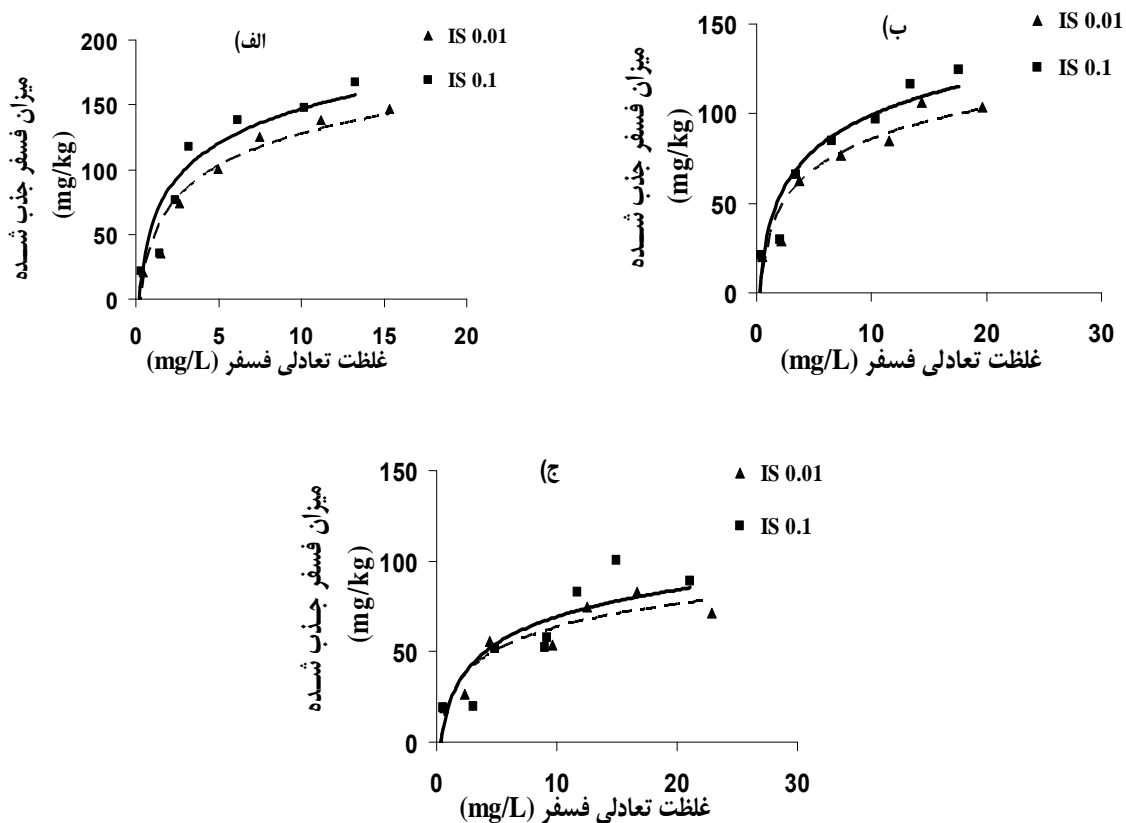 الف)
▲ IS 0.01
■ IS 0.1
میزان فسفر جذب شده
(mg/kg)
200
150
100
50
0
0 5 10 15 20
غلظت تعادلی فسفر (mg/L)
ب)
▲ IS 0.01
■ IS 0.1
میزان فسفر جذب شده
(mg/kg)
150
100
50
0
0 10 20 30
غلظت تعادلی فسفر (mg/L)
ج)
▲ IS 0.01
■ IS 0.1
میزان فسفر جذب شده
(mg/kg)
150
100
50
0
0 10 20 30
غلظت تعادلی فسفر (mg/L)